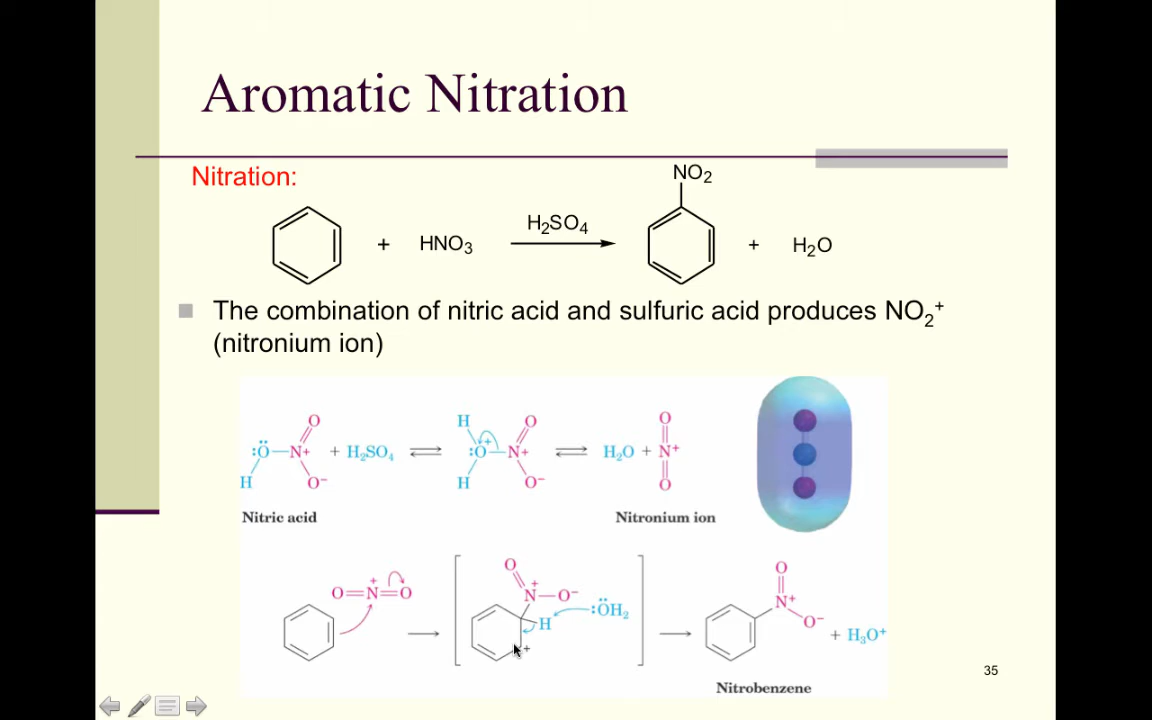 Aromatic Nitration
Nitration:
NO2
+ HNO3 H2SO4 + H2O
The combination of nitric acid and sulfuric acid produces NO2+
(nitronium ion)
H O O
:Ö—N+ + H2SO4 :O—N+ H2O + N+
H O− H O− O
Nitric acid Nitronium ion
O O
O=N=O + N—O− :ÖH2 N+
H O− + H3O+
+
35
Nitrobenzene